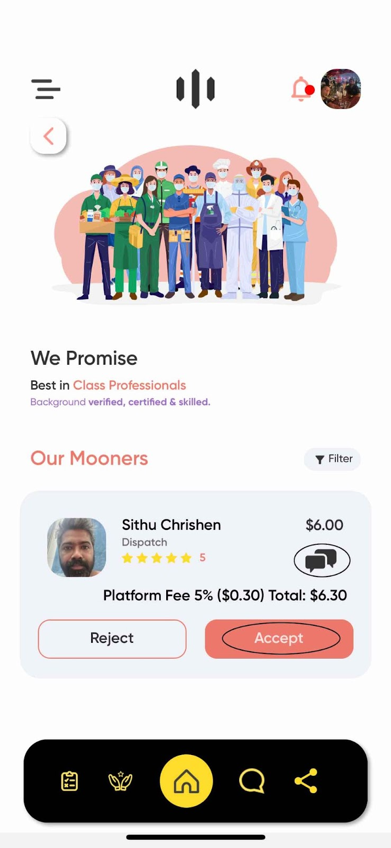 We Promise
Best in Class Professionals
Background verified, certified & skilled.
Our Mooners
Filter
Sithu Chrishen
$6.00
Dispatch
5
Platform Fee 5% ($0.30) Total: $6.30
Reject
Accept